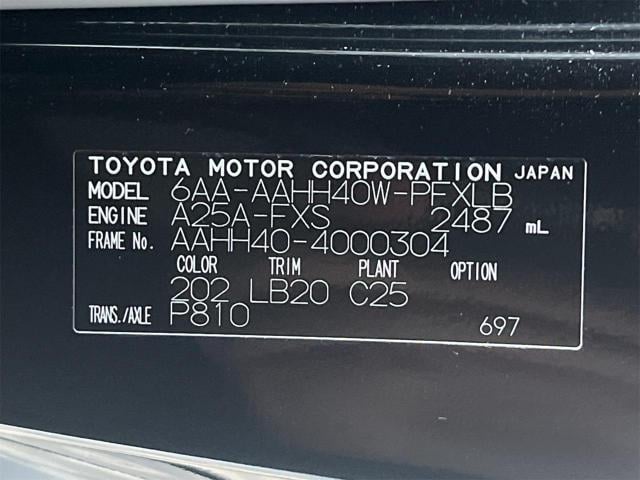 TOYOTA MOTOR CORPORATION JAPAN
MODEL 6AA-AAHH40W-PFXLB
ENGINE A25A-FXS 2487 mL
FRAME No. AAHH40-4000304
COLOR TRIM PLANT OPTION
202 LB20 C25
TRANS./AXLE P810 697